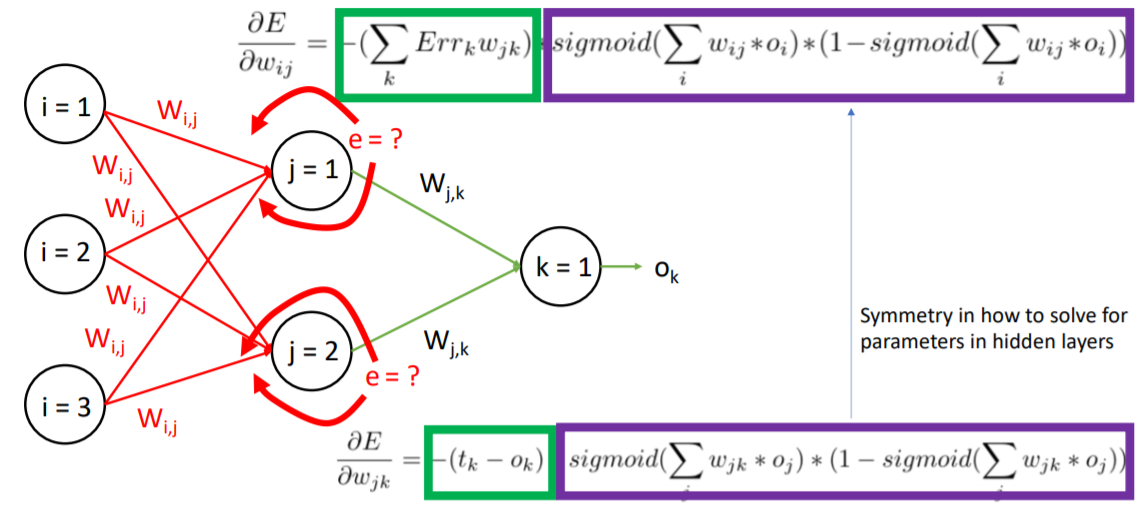 ∂E/∂w_ij = -(∑_k Err_k w_jk) * sigmoid(∑_i w_ij * o_i) * (1 − sigmoid(∑_i w_ij * o_i))
i = 1
W_i,j
e = ?
j = 1
W_i,j
W_j,k
W_i,j
i = 2
k = 1
o_k
W_i,j
Symmetry in how to solve for
parameters in hidden layers
W_i,j
j = 2
W_j,k
e = ?
i = 3
W_i,j
∂E/∂w_jk = -(t_k − o_k) sigmoid(∑_j w_jk * o_j) * (1 − sigmoid(∑_j w_jk * o_j))